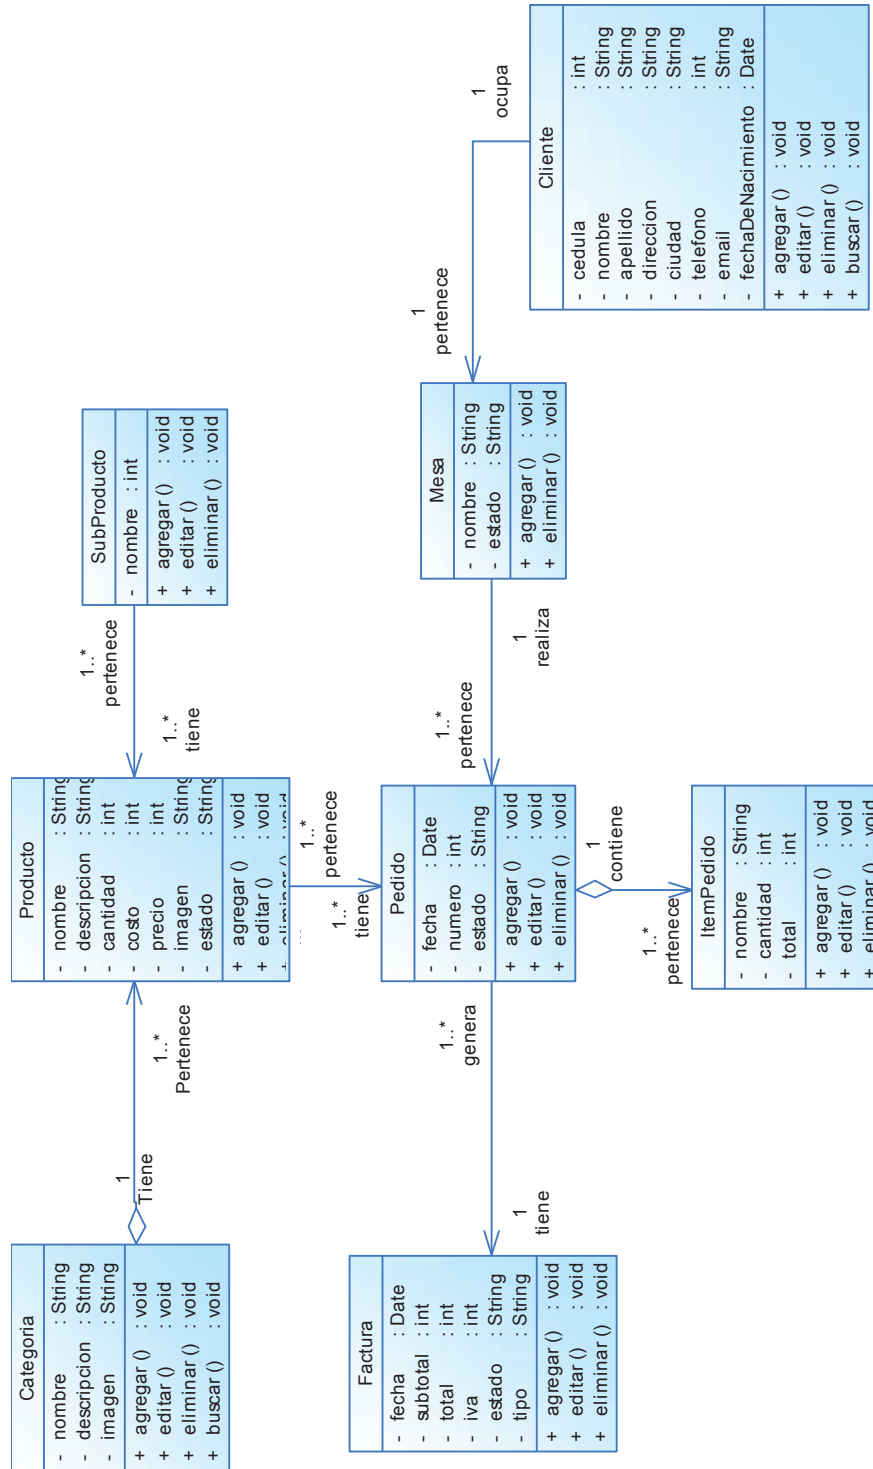 Categoria
- nombre : String
- descripcion : String
- imagen : String
+ agregar () : void
+ editar () : void
+ eliminar () : void
+ buscar () : void
1
Tiene
1..*
Pertenece
Producto
- nombre : String
- descripcion : String
- cantidad : int
- costo : int
- precio : int
- imagen : String
- estado : String
+ agregar () : void
+ editar () : void
+ eliminar () : void
...
1..*
tiene
1..*
pertenece
SubProducto
- nombre : int
+ agregar () : void
+ editar () : void
+ eliminar () : void
1..*
pertenece
1..*
tiene
Factura
- fecha : Date
- subtotal : int
- total : int
- iva : int
- estado : String
- tipo : String
+ agregar () : void
+ editar () : void
+ eliminar () : void
1
tiene
1..*
genera
Pedido
- fecha : Date
- numero : int
- estado : String
+ agregar () : void
+ editar () : void
+ eliminar () : void
1..*
pertenece
1
realiza
Mesa
- nombre : String
- estado : String
+ agregar () : void
+ eliminar () : void
1
pertenece
1
ocupa
Cliente
- cedula : int
- nombre : String
- apellido : String
- direccion : String
- ciudad : String
- telefono : int
- email : String
- fechaDeNacimiento : Date
+ agregar () : void
+ editar () : void
+ eliminar () : void
+ buscar () : void
1
contiene
1..*
pertenece
ItemPedido
- nombre : String
- cantidad : int
- total : int
+ agregar () : void
+ editar () : void
+ eliminar () : void